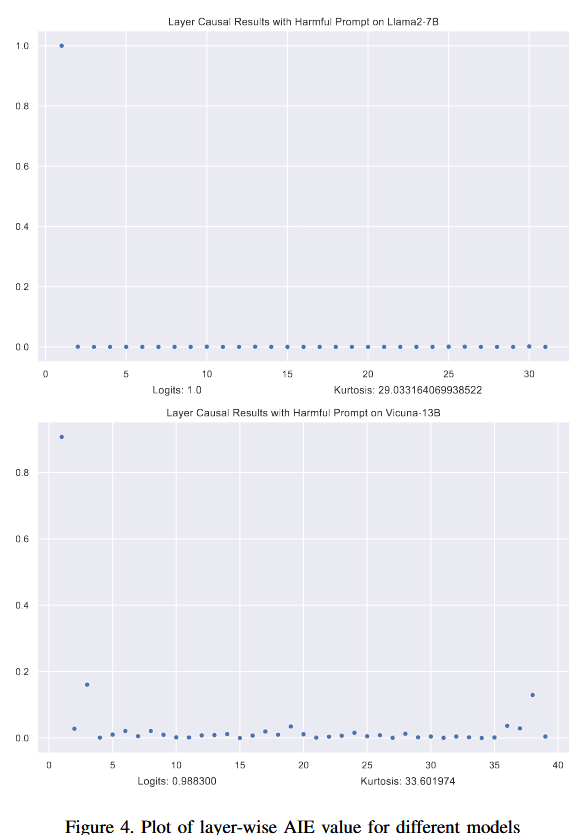 Layer Causal Results with Harmful Prompt on Llama2-7B
1.0
0.8
0.6
0.4
0.2
0.0
0 5 10 15 20 25 30
Logits: 1.0 Kurtosis: 29.033164069938522
Layer Causal Results with Harmful Prompt on Vicuna-13B
0.8
0.6
0.4
0.2
0.0
0 5 10 15 20 25 30 35 40
Logits: 0.988300 Kurtosis: 33.601974
Figure 4. Plot of layer-wise AIE value for different models